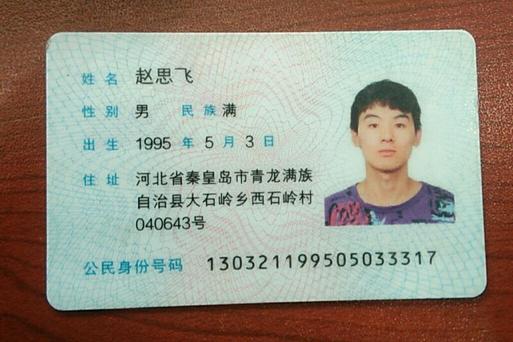 姓名 赵思飞
性别 男 民族 满
出生 1995 年 5 月 3 日
住址 河北省秦皇岛市青龙满族
自治县大石岭乡西石岭村
040643号
公民身份号码 130321199505033317